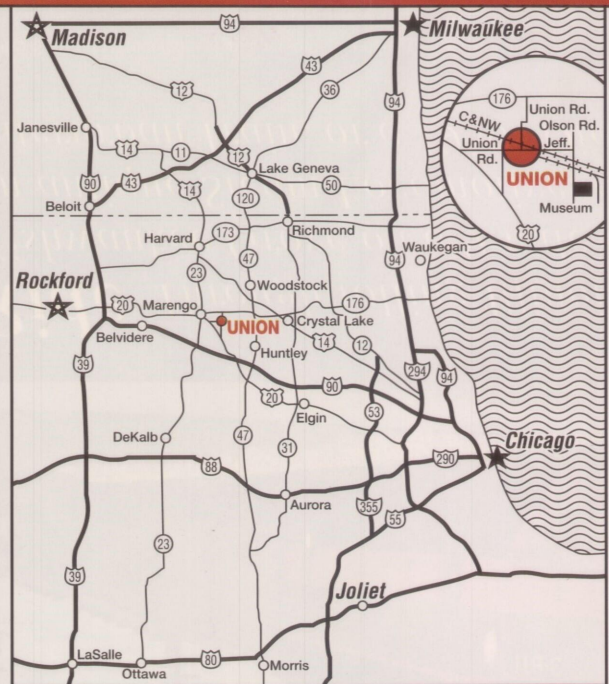 94
Madison
Milwaukee
43
36
12
94
176
Union Rd.
C&NW
Olson Rd.
Union Rd.
Jeff.
UNION
Museum
20
Janesville
14
11
12
Lake Geneva
90
43
14
50
Beloit
120
173
Richmond
Harvard
Waukegan
23
47
94
Rockford
Woodstock
176
20
Marengo
UNION
Crystal Lake
Belvidere
14
12
Huntley
39
90
294
94
20
Elgin
53
DeKalb
47
31
Chicago
88
290
Aurora
355
55
23
39
Joliet
LaSalle
80
Ottawa
Morris